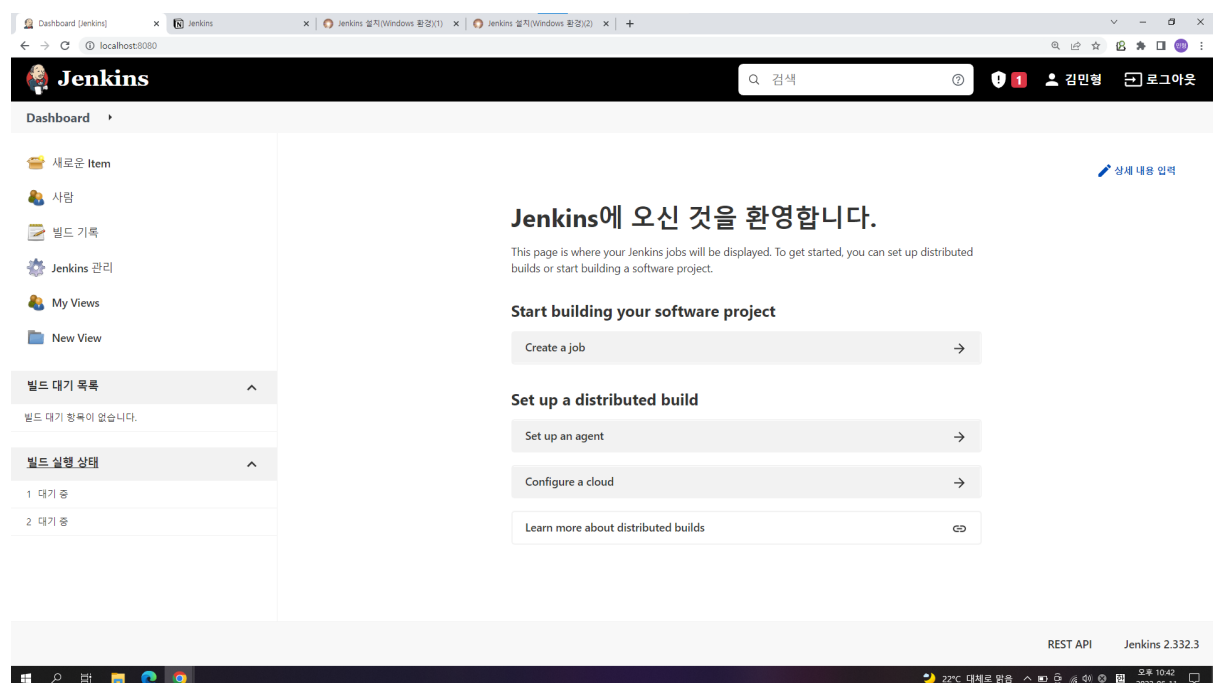 Dashboard [Jenkins]
Jenkins
Jenkins 설치(Windows 환경)(1)
Jenkins 설치(Windows 환경)(2)
localhost:8080
Jenkins
검색
1
김민형
로그아웃
Dashboard
새로운 Item
사람
빌드 기록
Jenkins 관리
My Views
New View
빌드 대기 목록
빌드 대기 항목이 없습니다.
빌드 실행 상태
1 대기 중
2 대기 중
상세 내용 입력
Jenkins에 오신 것을 환영합니다.
This page is where your Jenkins jobs will be displayed. To get started, you can set up distributed
builds or start building a software project.
Start building your software project
Create a job
Set up a distributed build
Set up an agent
Configure a cloud
Learn more about distributed builds
REST API
Jenkins 2.332.3
22°C 대체로 맑음
오후 10:42